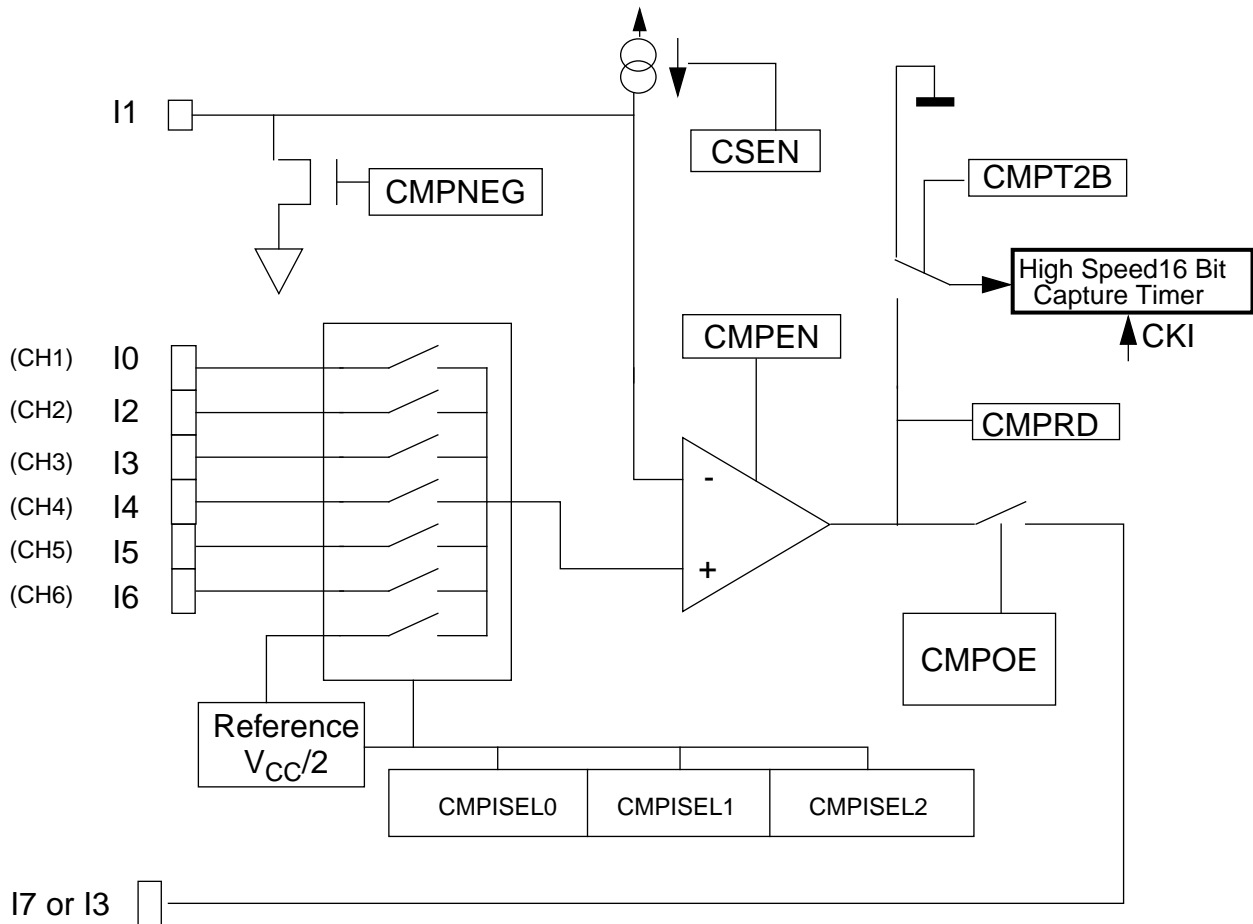 I1
CSEN
CMPNEG
CMPT2B
High Speed16 Bit
Capture Timer
CKI
CMPEN
(CH1) I0
(CH2) I2
(CH3) I3
(CH4) I4
(CH5) I5
(CH6) I6
-
+
CMPRD
CMPOE
Reference
VCC/2
CMPISEL0 CMPISEL1 CMPISEL2
I7 or I3